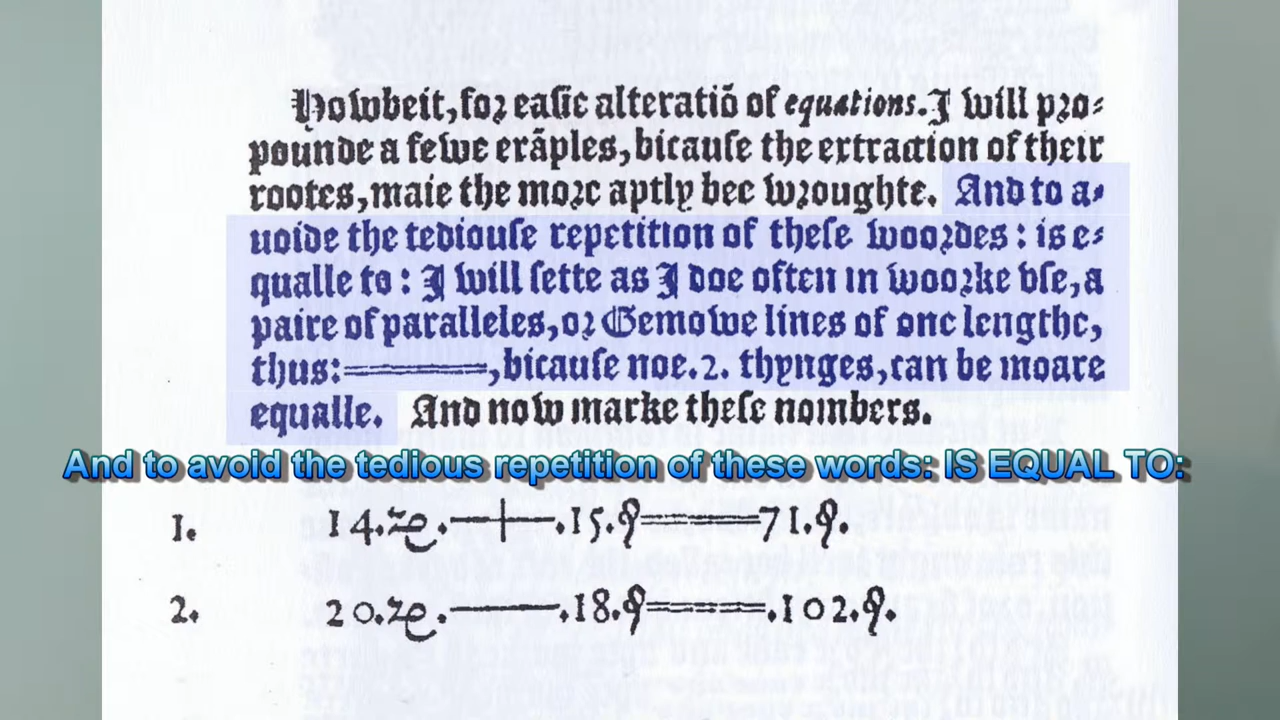 Howbeit, for easie alteratiō of equations. I will pro-
pounde a fewe exāples, bicause the extraction of their
rootes, maie the more aptly bee wroughte. And to a-
uoide the tediouse repetition of these woordes : is e-
qualle to : I will sette as I doe often in woorke vse, a
paire of paralleles, or Gemowe lines of one lengthe,
thus: ═════, bicause noe .2. thynges, can be moare
equalle. And now marke these nombers.
And to avoid the tedious repetition of these words: IS EQUAL TO:
1. 14.ʐe.—+—.15.ꝯ═════71.ꝯ.
2. 20.ʐe.———.18.ꝯ═════.102.ꝯ.